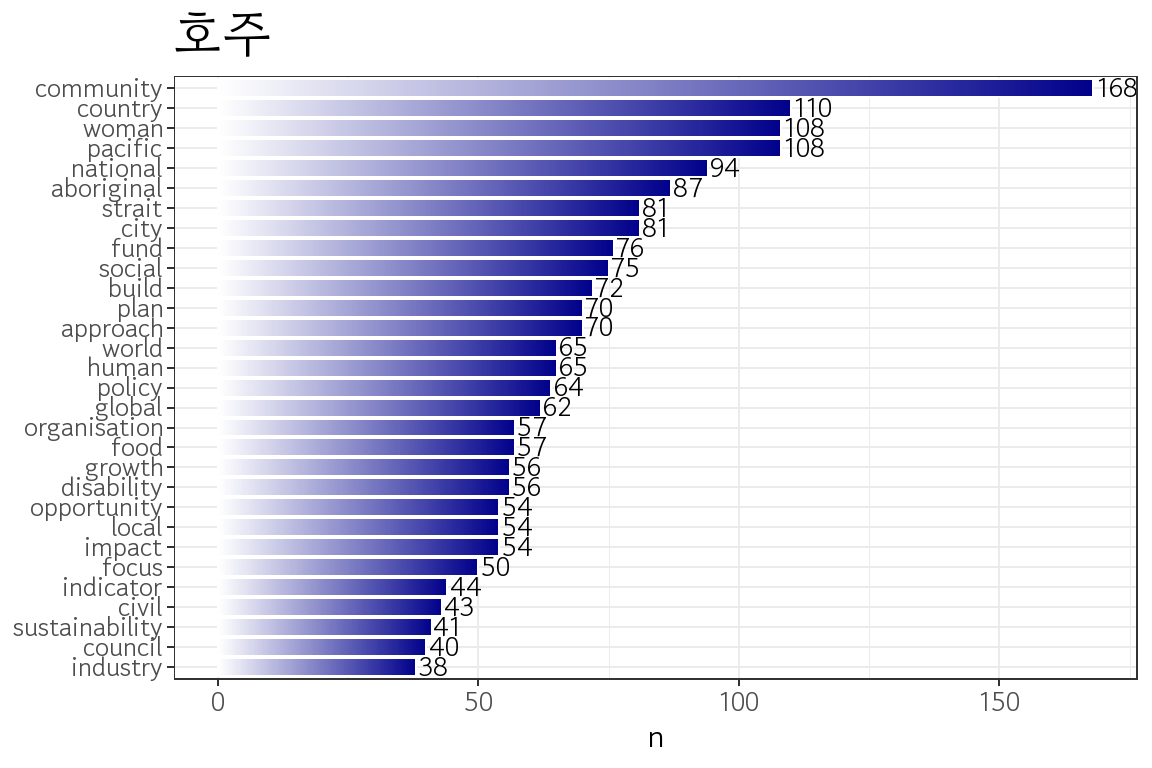 호주
community 168
country 110
woman 108
pacific 108
national 94
aboriginal 87
strait 81
city 81
fund 76
social 75
build 72
plan 70
approach 70
world 65
human 65
policy 64
global 62
organisation 57
food 57
growth 56
disability 56
opportunity 54
local 54
impact 54
focus 50
indicator 44
civil 43
sustainability 41
council 40
industry 38
0 50 100 150
n